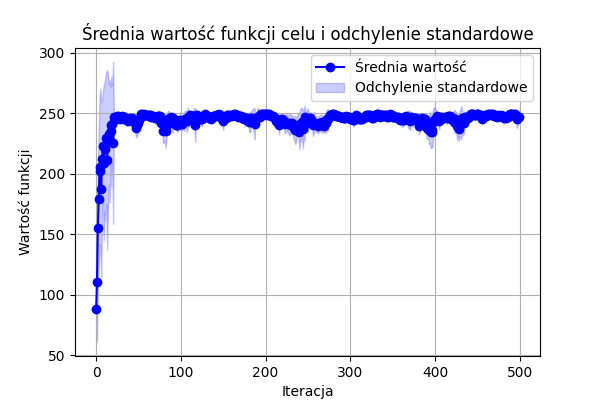 Średnia wartość funkcji celu i odchylenie standardowe
Średnia wartość
Odchylenie standardowe
Wartość funkcji
300
250
200
150
100
50
0 100 200 300 400 500
Iteracja